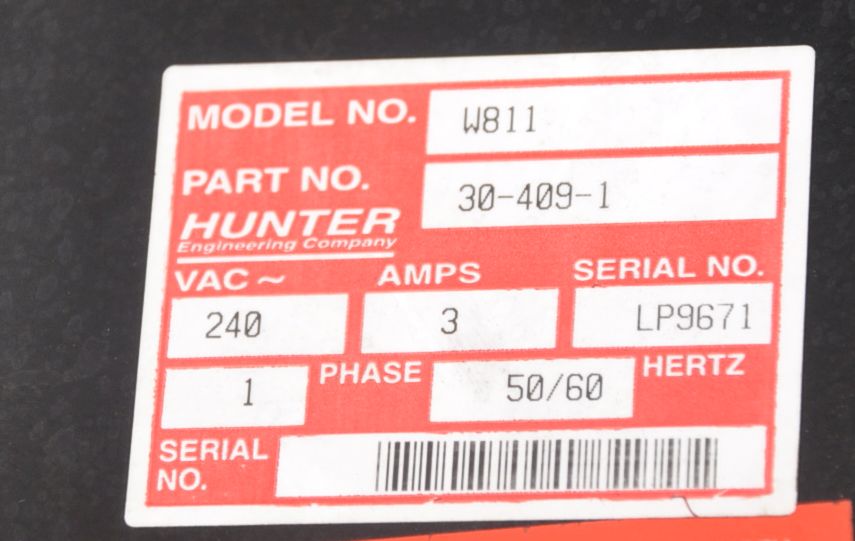 MODEL NO. W811
PART NO. 30-409-1
HUNTER
Engineering Company
VAC ~ AMPS SERIAL NO.
240 3 LP9671
1 PHASE 50/60 HERTZ
SERIAL
NO.